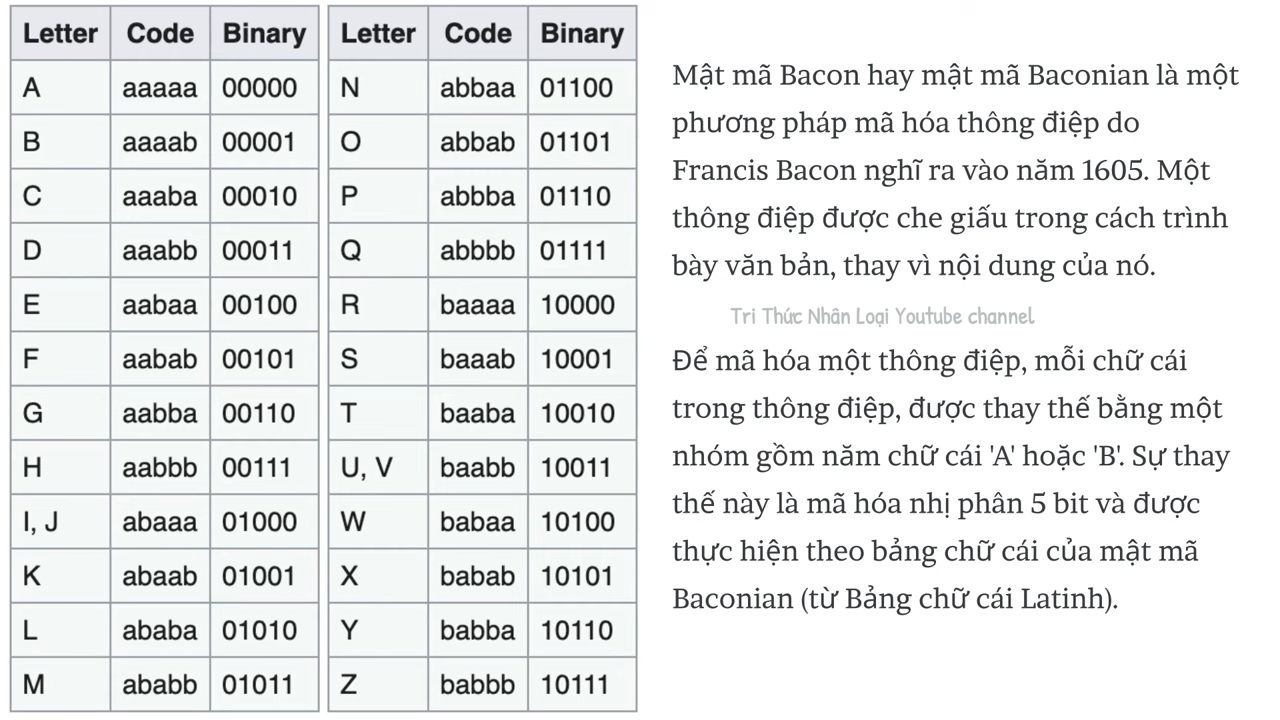 Letter Code Binary Letter Code Binary
A aaaaa 00000 N abbaa 01100
B aaaab 00001 O abbab 01101
C aaaba 00010 P abbba 01110
D aaabb 00011 Q abbbb 01111
E aabaa 00100 R baaaa 10000
F aabab 00101 S baaab 10001
G aabba 00110 T baaba 10010
H aabbb 00111 U, V baabb 10011
I, J abaaa 01000 W babaa 10100
K abaab 01001 X babab 10101
L ababa 01010 Y babba 10110
M ababb 01011 Z babbb 10111
Mật mã Bacon hay mật mã Baconian là một
phương pháp mã hóa thông điệp do
Francis Bacon nghĩ ra vào năm 1605. Một
thông điệp được che giấu trong cách trình
bày văn bản, thay vì nội dung của nó.
Tri Thức Nhân Loại Youtube channel
Để mã hóa một thông điệp, mỗi chữ cái
trong thông điệp, được thay thế bằng một
nhóm gồm năm chữ cái 'A' hoặc 'B'. Sự thay
thế này là mã hóa nhị phân 5 bit và được
thực hiện theo bảng chữ cái của mật mã
Baconian (từ Bảng chữ cái Latinh).